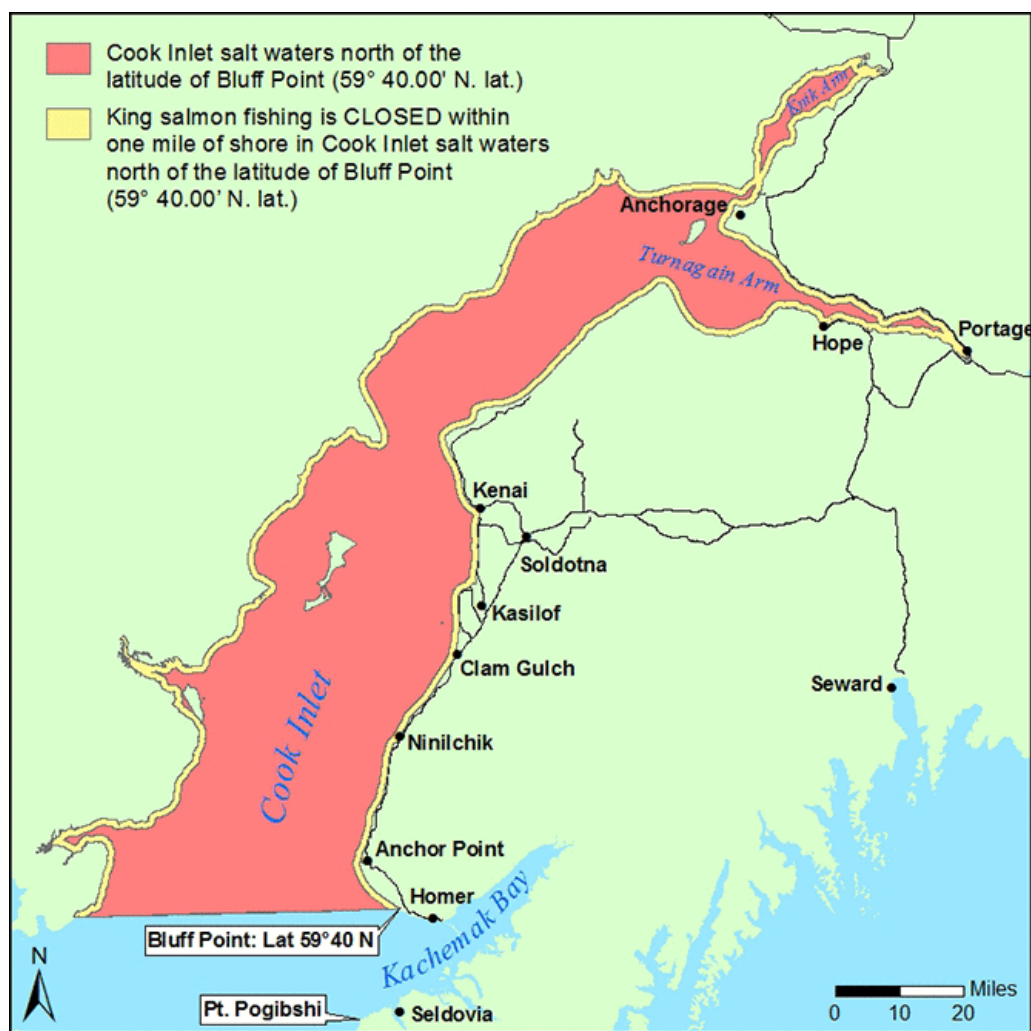 Cook Inlet salt waters north of the
latitude of Bluff Point (59° 40.00' N. lat.)
King salmon fishing is CLOSED within
one mile of shore in Cook Inlet salt waters
north of the latitude of Bluff Point
(59° 40.00’ N. lat.)
Knik Arm
Anchorage
Turnagain Arm
Hope
Portage
Kenai
Soldotna
Kasilof
Clam Gulch
Seward
Ninilchik
Cook Inlet
Anchor Point
Homer
Bluff Point: Lat 59°40 N
Kachemak Bay
N
Pt. Pogibshi
Seldovia
Miles
0 10 20